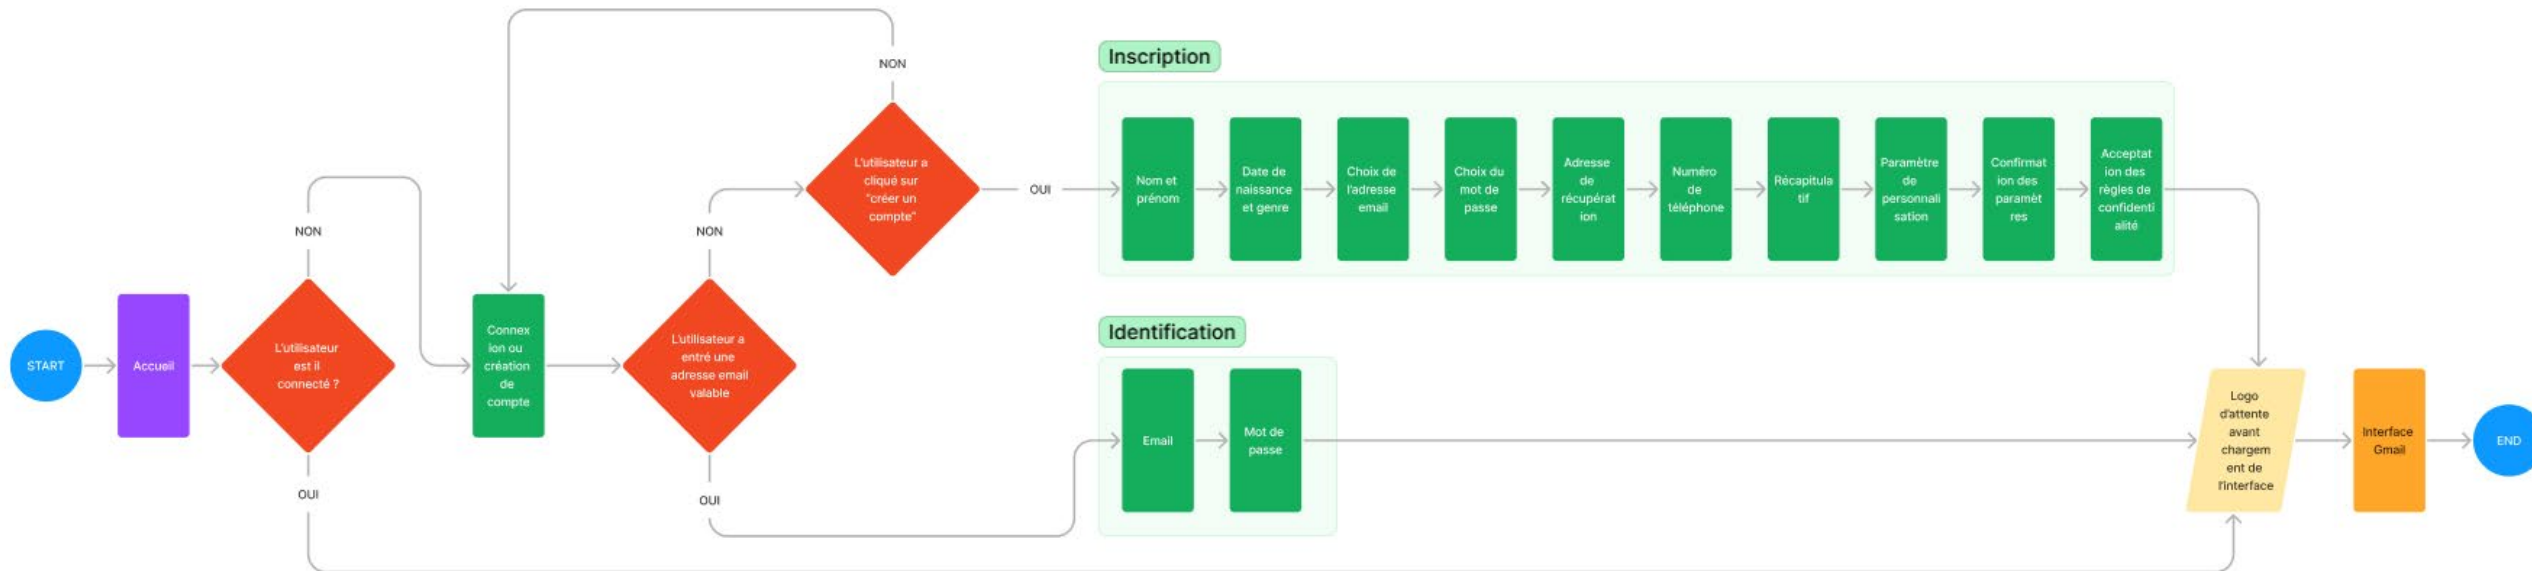 START
Accueil
L'utilisateur
est il
connecté ?
NON
OUI
Connex
ion ou
création
de
compte
L'utilisateur a
entré une
adresse email
valable
NON
OUI
L'utilisateur a
cliqué sur
"créer un
compte"
NON
OUI
Inscription
Nom et
prénom
Date de
naissance
et genre
Choix de
l'adresse
email
Choix du
mot de
passe
Adresse
de
récupérat
ion
Numéro
de
téléphone
Récapitula
tif
Paramètre
de
personnali
sation
Confirmat
ion des
paramèt
res
Acceptat
ion des
règles de
confidenti
alité
Identification
Email
Mot de
passe
Logo
d'attente
avant
chargem
ent de
l'interface
Interface
Gmail
END